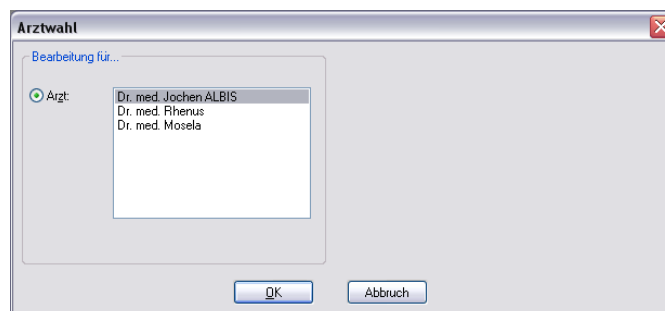 Arztwahl
Bearbeitung für...
Arzt:
Dr. med. Jochen ALBIS
Dr. med. Rhenus
Dr. med. Mosela
OK
Abbruch